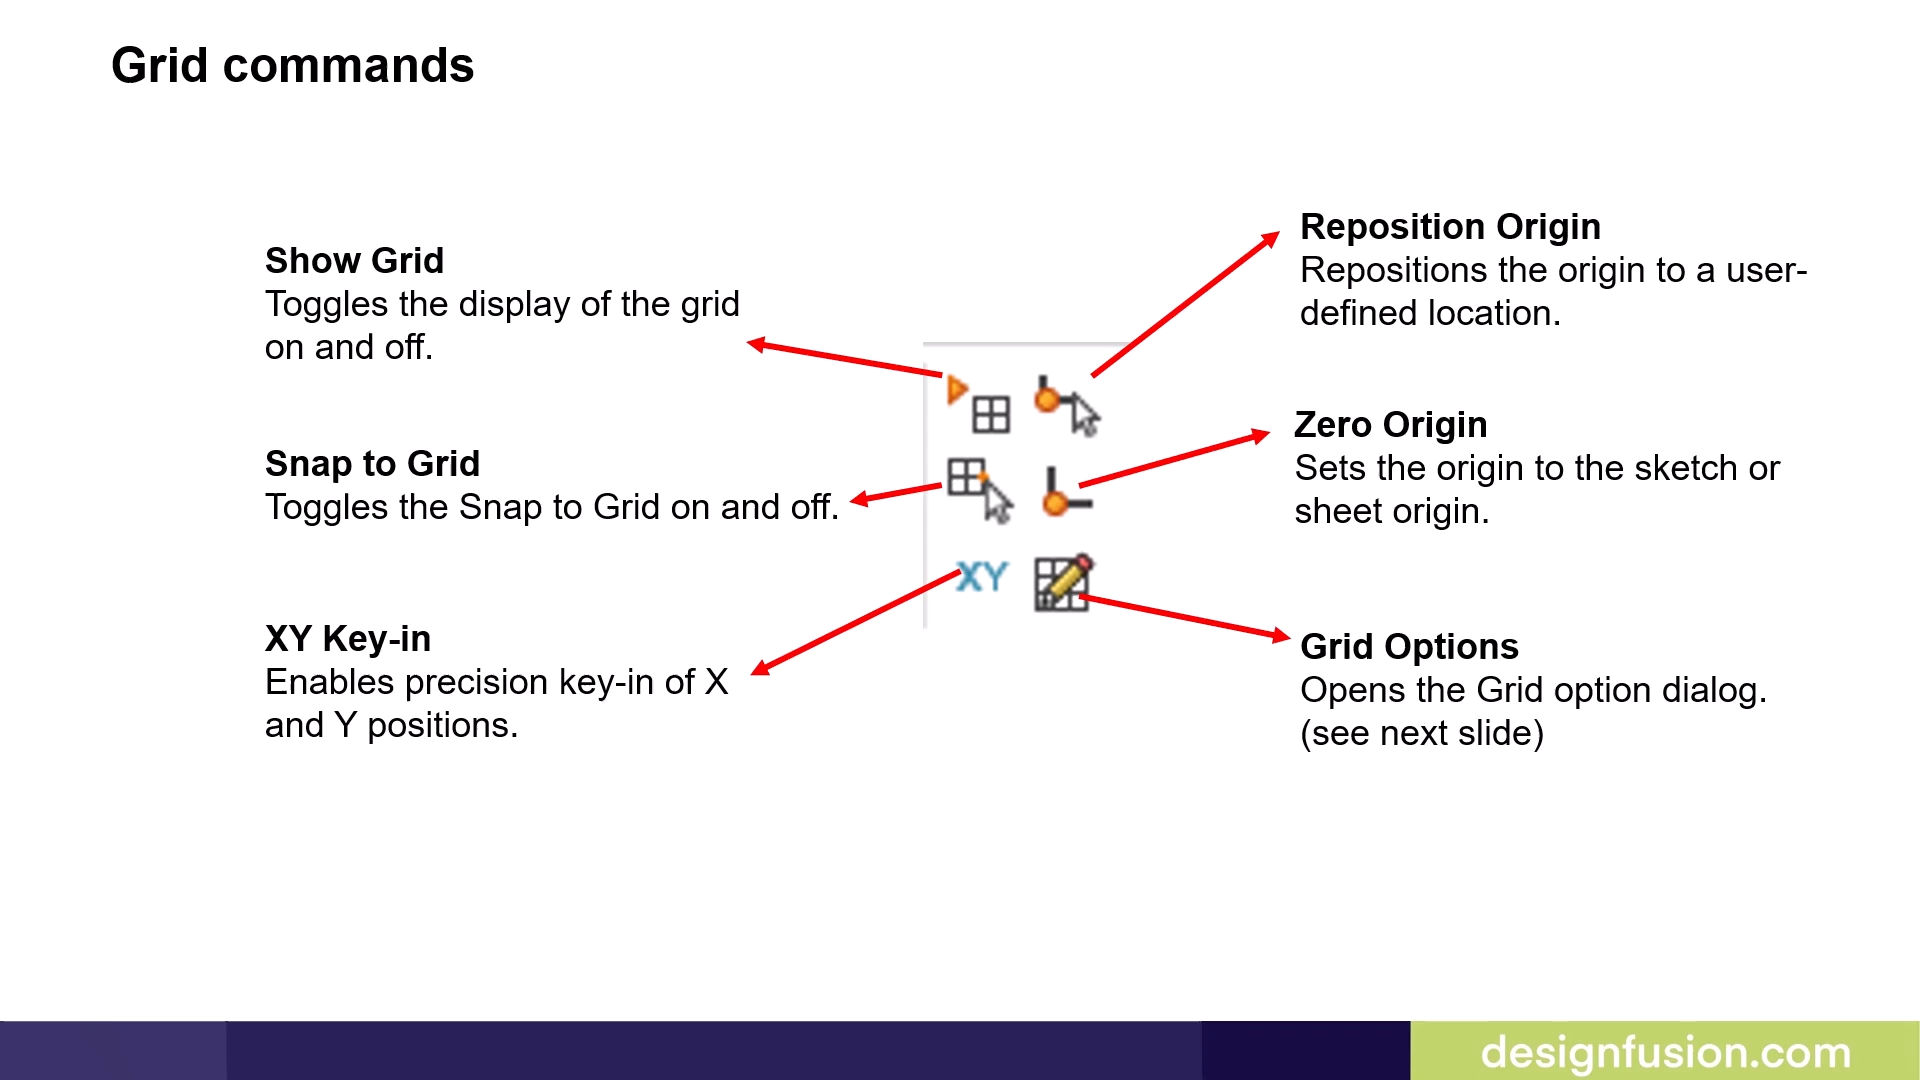 Grid commands
Show Grid
Toggles the display of the grid
on and off.
Snap to Grid
Toggles the Snap to Grid on and off.
XY Key-in
Enables precision key-in of X
and Y positions.
XY
Reposition Origin
Repositions the origin to a user-
defined location.
Zero Origin
Sets the origin to the sketch or
sheet origin.
Grid Options
Opens the Grid option dialog.
(see next slide)
designfusion.com